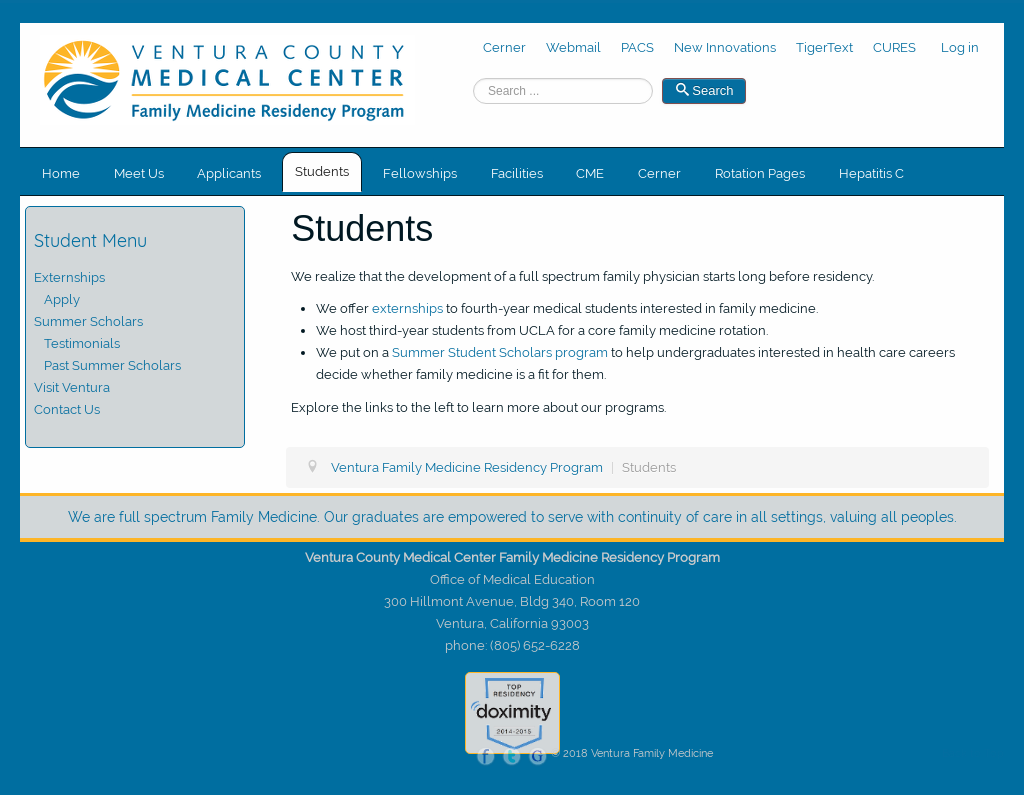 VENTURA COUNTY
MEDICAL CENTER
Family Medicine Residency Program
Cerner Webmail PACS New Innovations TigerText CURES Log in
Search ... Search
Home Meet Us Applicants Students Fellowships Facilities CME Cerner Rotation Pages Hepatitis C
Student Menu
Externships
Apply
Summer Scholars
Testimonials
Past Summer Scholars
Visit Ventura
Contact Us
Students
We realize that the development of a full spectrum family physician starts long before residency.
We offer externships to fourth-year medical students interested in family medicine.
We host third-year students from UCLA for a core family medicine rotation.
We put on a Summer Student Scholars program to help undergraduates interested in health care careers
decide whether family medicine is a fit for them.
Explore the links to the left to learn more about our programs.
Ventura Family Medicine Residency Program | Students
We are full spectrum Family Medicine. Our graduates are empowered to serve with continuity of care in all settings, valuing all peoples.
Ventura County Medical Center Family Medicine Residency Program
Office of Medical Education
300 Hillmont Avenue, Bldg 340, Room 120
Ventura, California 93003
phone: (805) 652-6228
TOP
RESIDENCY
doximity
2014-2015
f t G © 2018 Ventura Family Medicine